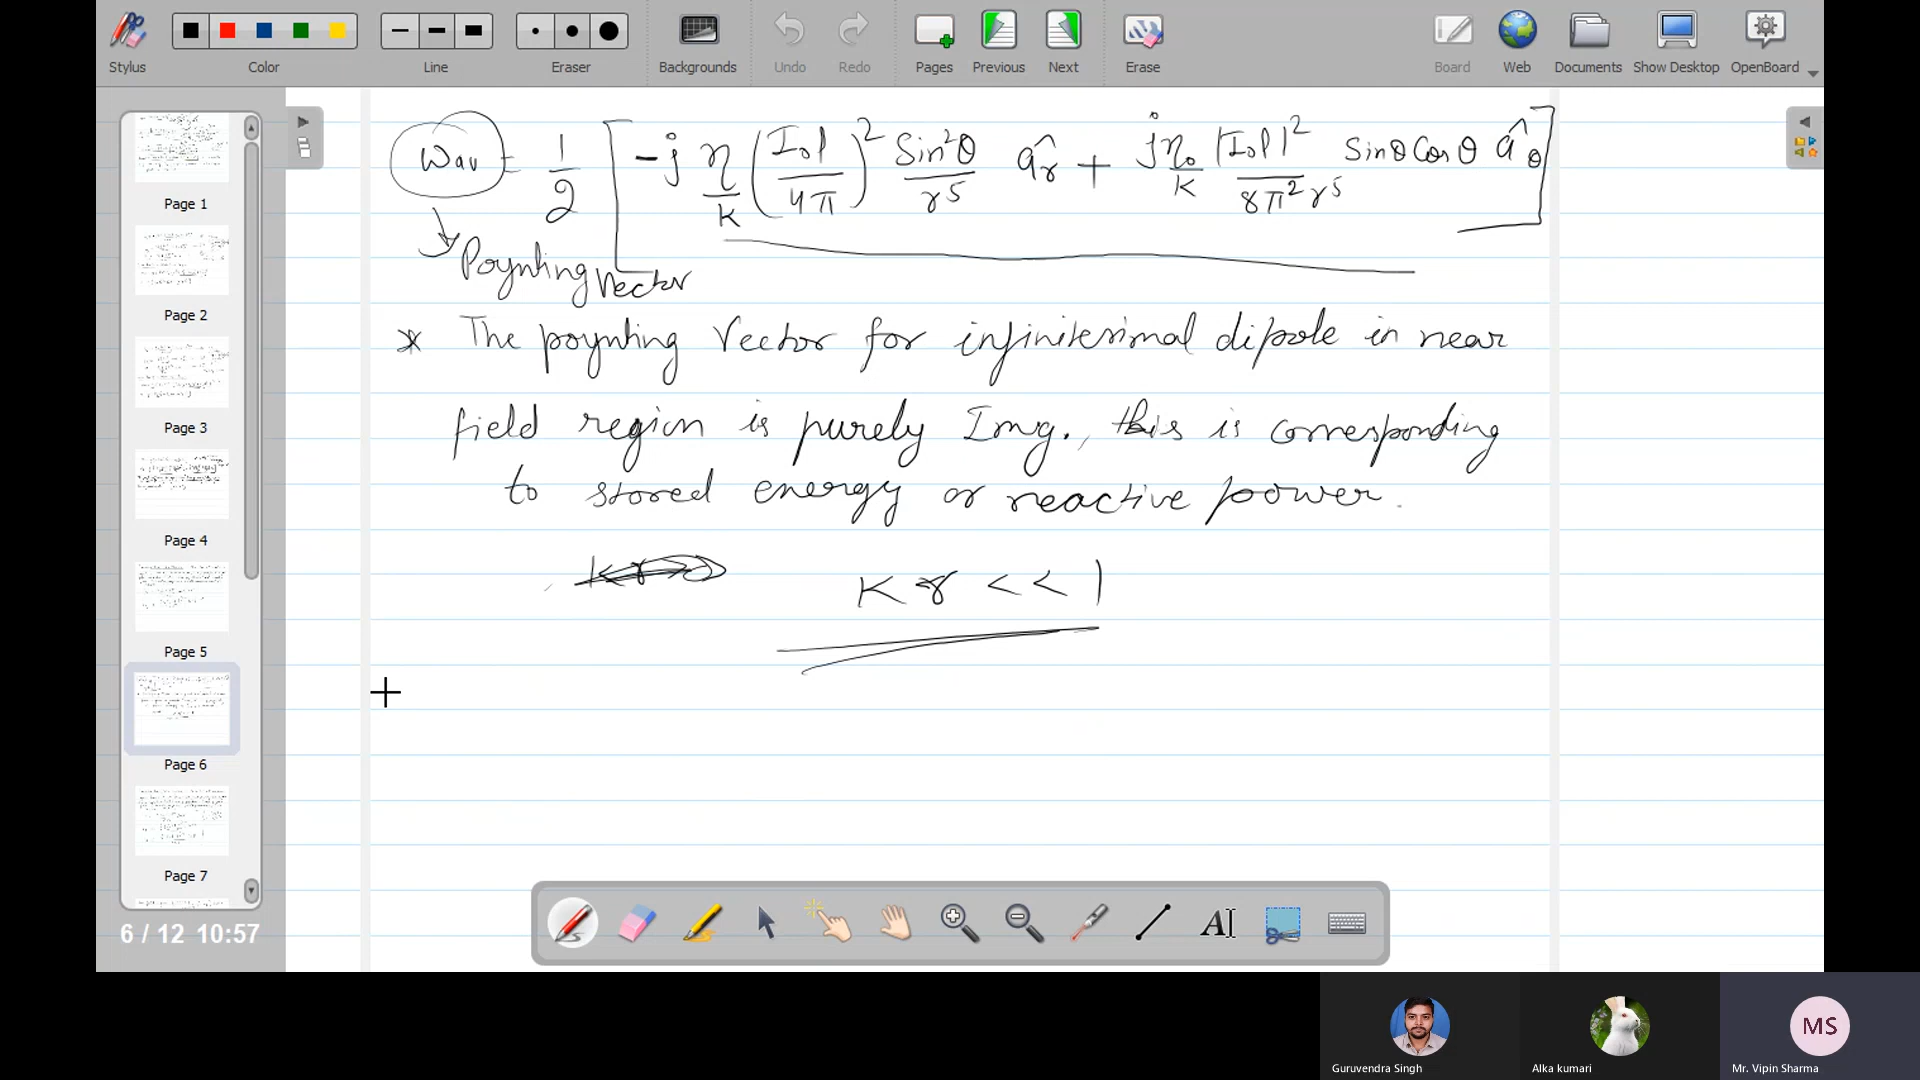 Stylus Color Line Eraser Backgrounds Undo Redo Pages Previous Next Erase Board Web Documents Show Desktop OpenBoard
Wav = 1/2 [ -j η/k (I₀l/4π)² Sin²θ/r⁵ âr + jη₀/k |I₀l|²/8π²r⁵ Sinθ Cosθ âθ ]
Poynting Vector
* The poynting Vector for infinitesimal dipole in near
field region is purely Img., this is corresponding
to stored energy or reactive power.
Kr << 1
Page 1
Page 2
Page 3
Page 4
Page 5
Page 6
Page 7
6 / 12 10:57
AI
Guruvendra Singh
Alka kumari
MS
Mr. Vipin Sharma